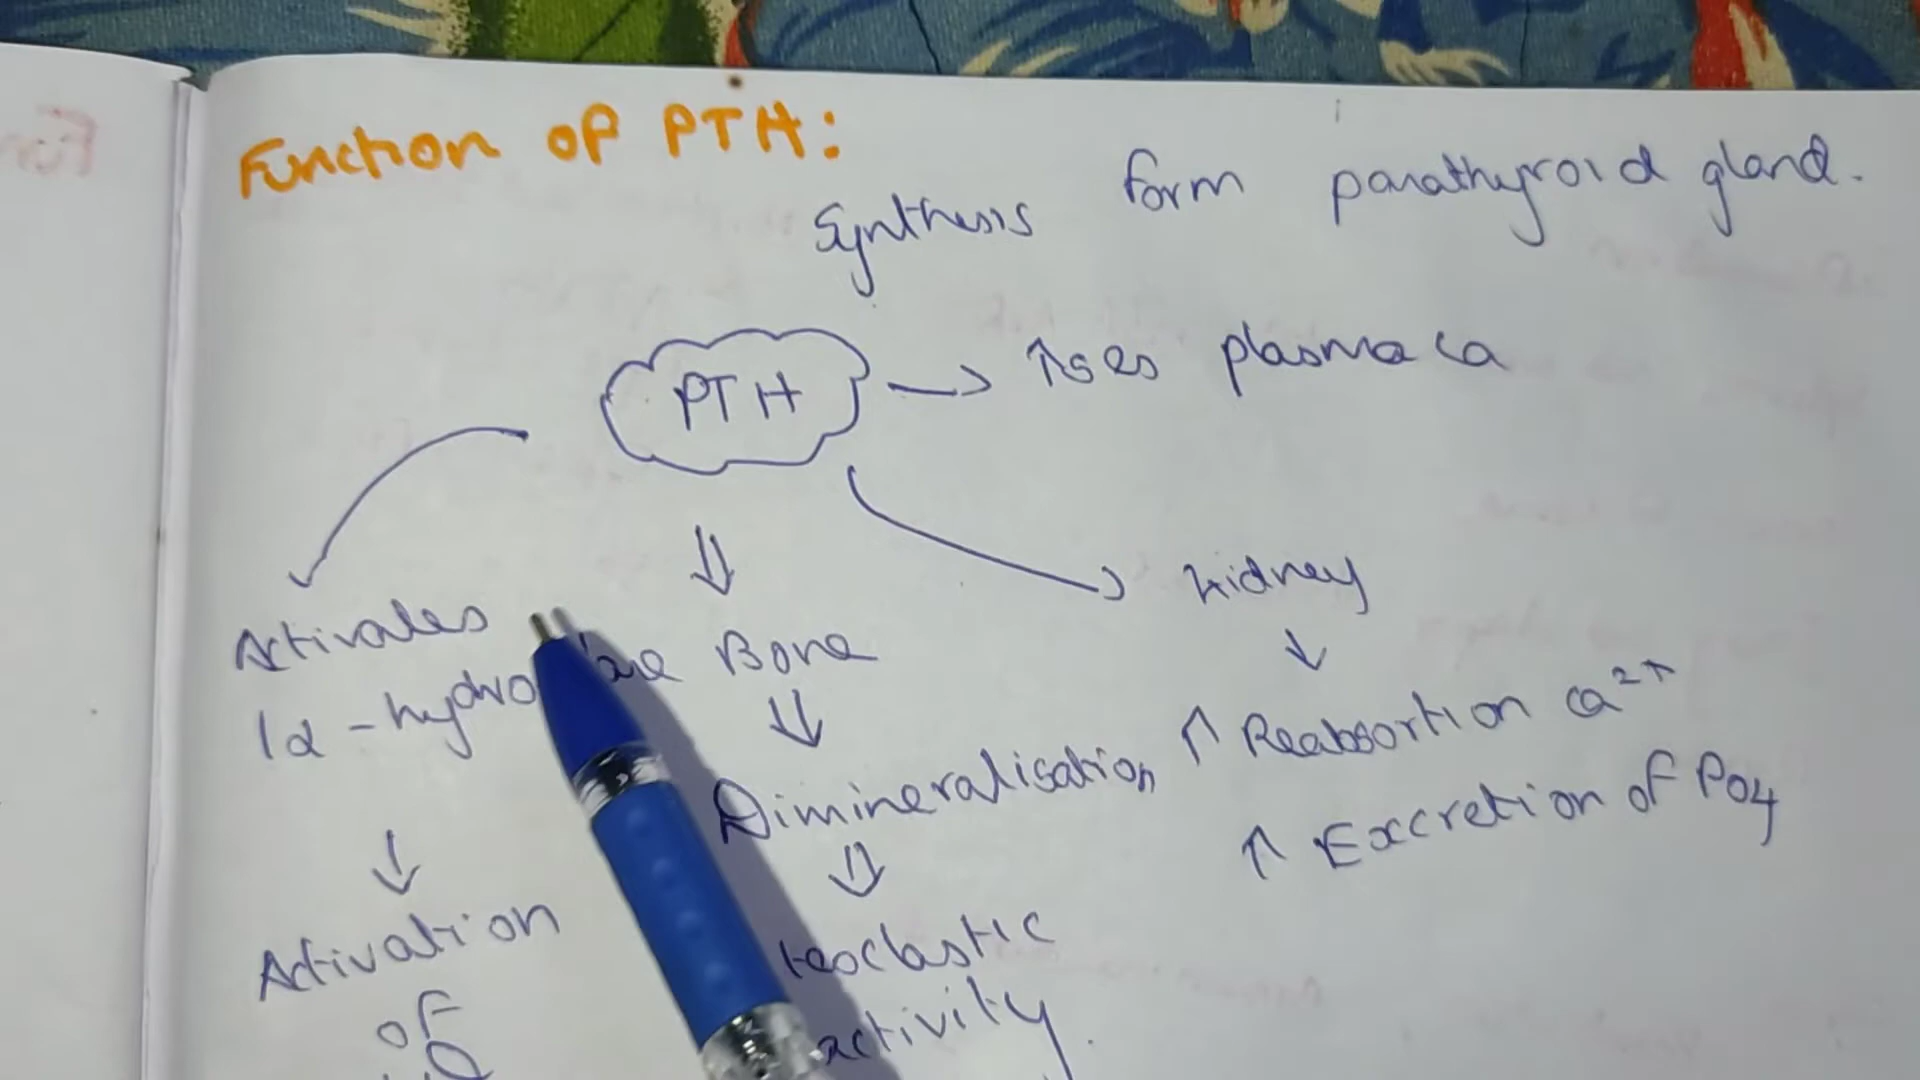 Function of PTH:
Synthesis form parathyroid gland.
PTH → ↑ses plasma ca
Activates
1α - hydro
Bone
Dimineralisation
activity.
Kidney
↑ Reabsortion ca²⁺
↑ Excretion of PO4
Activation
of